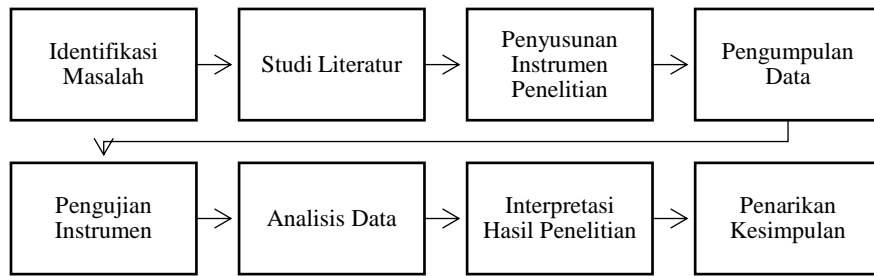 Identifikasi
Masalah
Studi Literatur
Penyusunan
Instrumen
Penelitian
Pengumpulan
Data
Pengujian
Instrumen
Analisis Data
Interpretasi
Hasil Penelitian
Penarikan
Kesimpulan